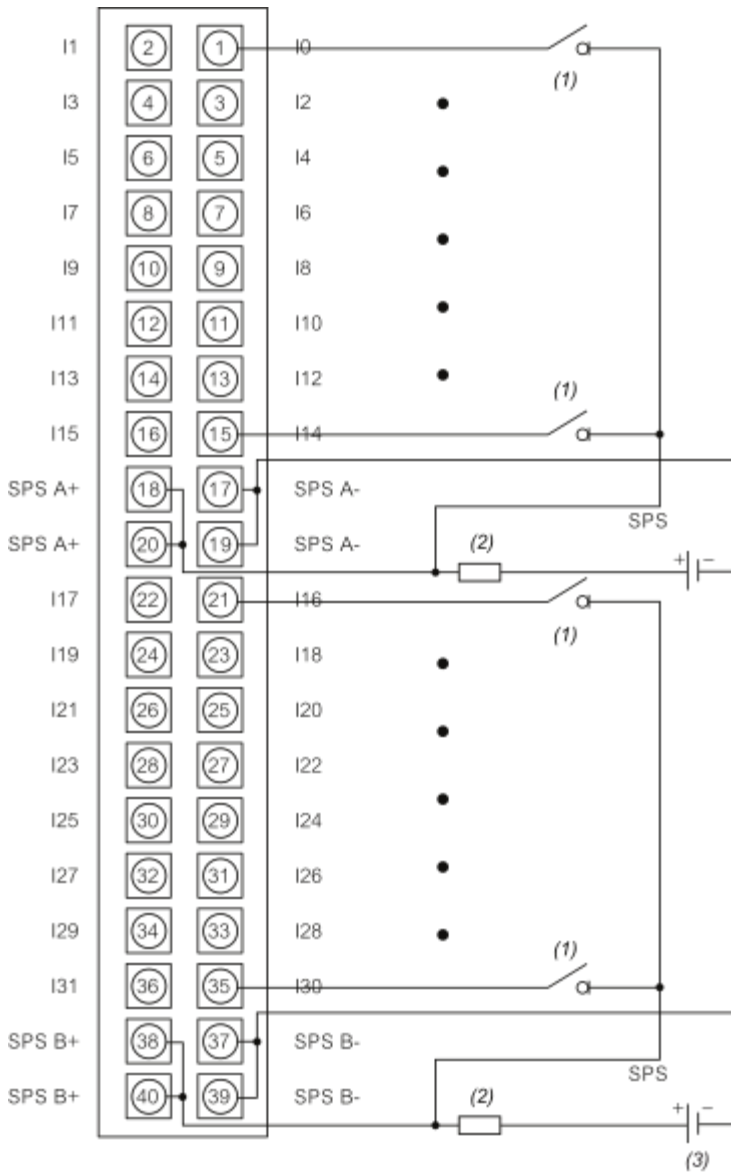 I1 2 1 I0
(1)
I3 4 3 I2
I5 6 5 I4
I7 8 7 I6
I9 10 9 I8
I11 12 11 I10
I13 14 13 I12
(1)
I15 16 15 I14
SPS A+ 18 17 SPS A-
SPS
SPS A+ 20 19 SPS A-
(2)
+ −
I17 22 21 I16
(1)
I19 24 23 I18
I21 26 25 I20
I23 28 27 I22
I25 30 29 I24
I27 32 31 I26
I29 34 33 I28
(1)
I31 36 35 I30
SPS B+ 38 37 SPS B-
SPS
SPS B+ 40 39 SPS B-
(2)
+ −
(3)